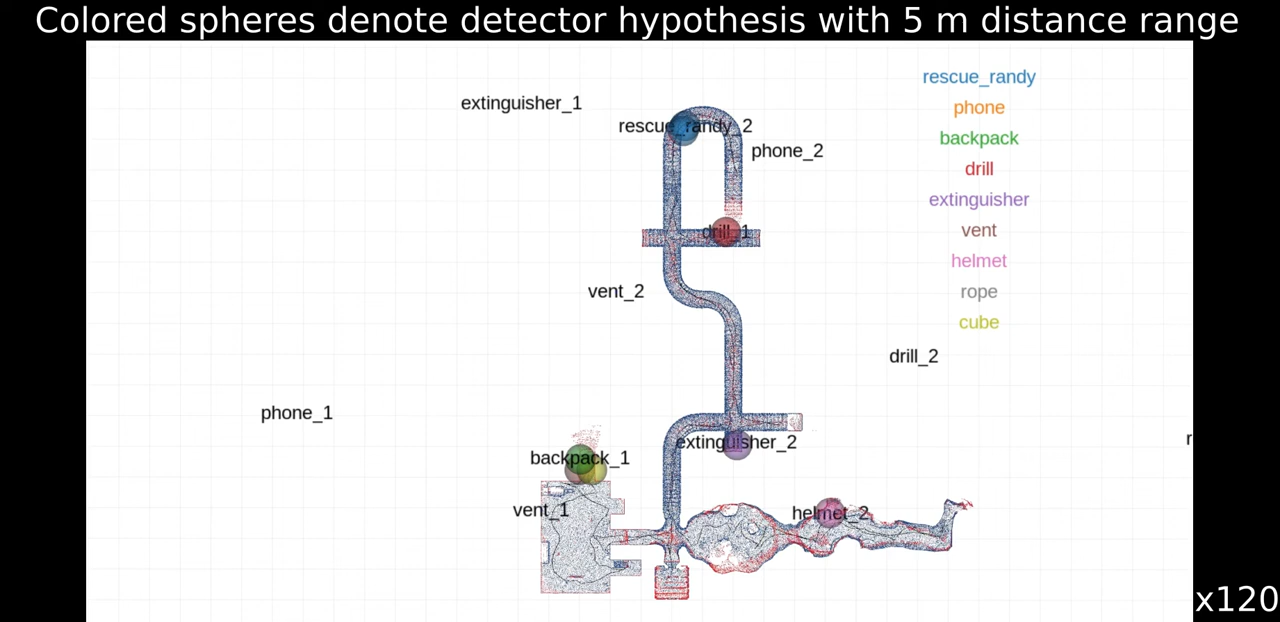 Colored spheres denote detector hypothesis with 5 m distance range
rescue_randy
phone
backpack
drill
extinguisher
vent
helmet
rope
cube
extinguisher_1
rescue_randy_2
phone_2
drill_1
vent_2
drill_2
phone_1
extinguisher_2
backpack_1
vent_1
helmet_2
r
x120